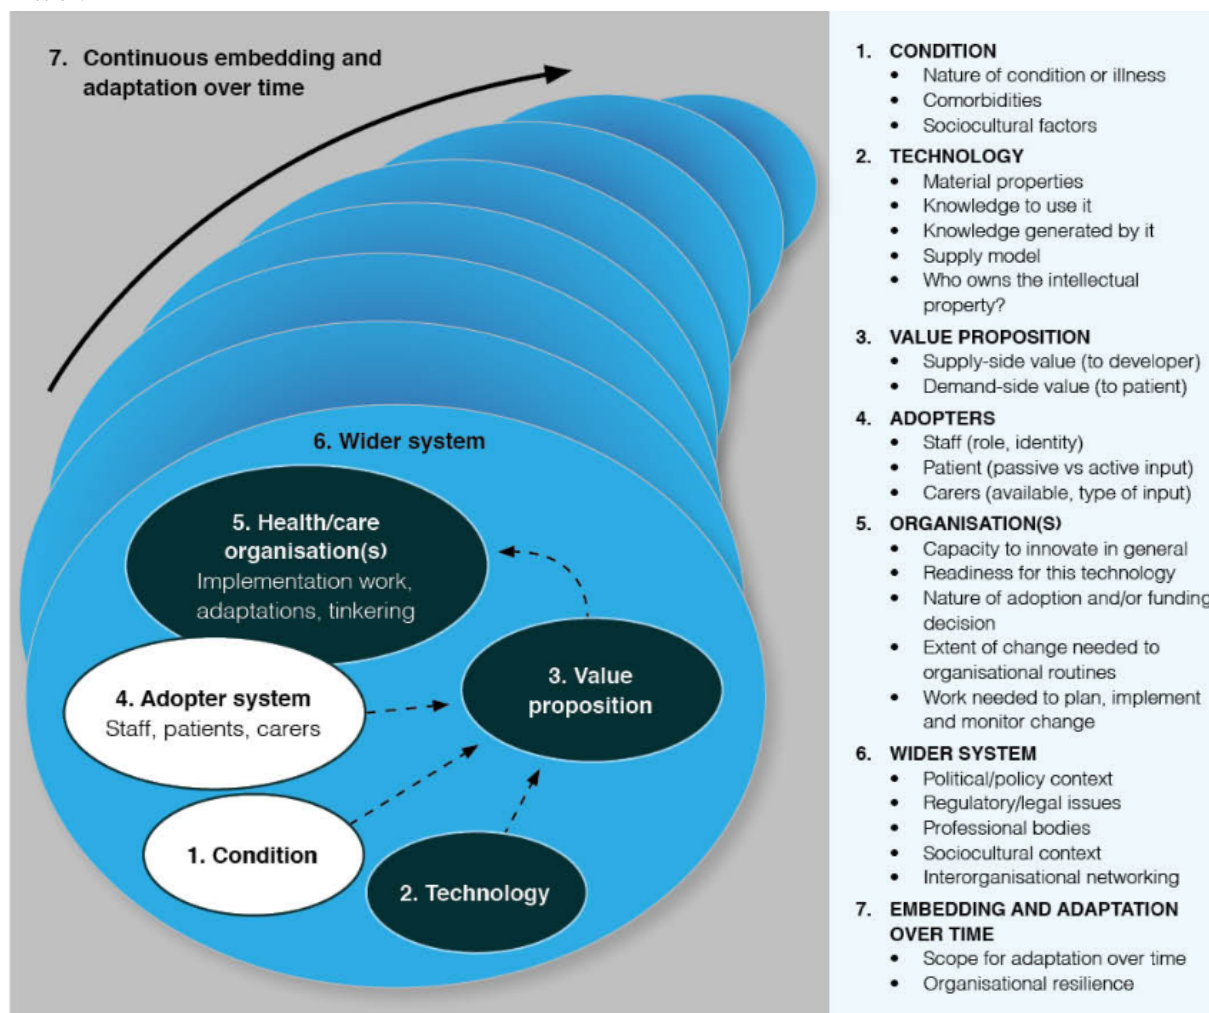 7. Continuous embedding and
adaptation over time
6. Wider system
5. Health/care
organisation(s)
Implementation work,
adaptations, tinkering
4. Adopter system
Staff, patients, carers
3. Value
proposition
1. Condition
2. Technology
1. CONDITION
• Nature of condition or illness
• Comorbidities
• Sociocultural factors
2. TECHNOLOGY
• Material properties
• Knowledge to use it
• Knowledge generated by it
• Supply model
• Who owns the intellectual
property?
3. VALUE PROPOSITION
• Supply-side value (to developer)
• Demand-side value (to patient)
4. ADOPTERS
• Staff (role, identity)
• Patient (passive vs active input)
• Carers (available, type of input)
5. ORGANISATION(S)
• Capacity to innovate in general
• Readiness for this technology
• Nature of adoption and/or funding
decision
• Extent of change needed to
organisational routines
• Work needed to plan, implement
and monitor change
6. WIDER SYSTEM
• Political/policy context
• Regulatory/legal issues
• Professional bodies
• Sociocultural context
• Interorganisational networking
7. EMBEDDING AND ADAPTATION
OVER TIME
• Scope for adaptation over time
• Organisational resilience